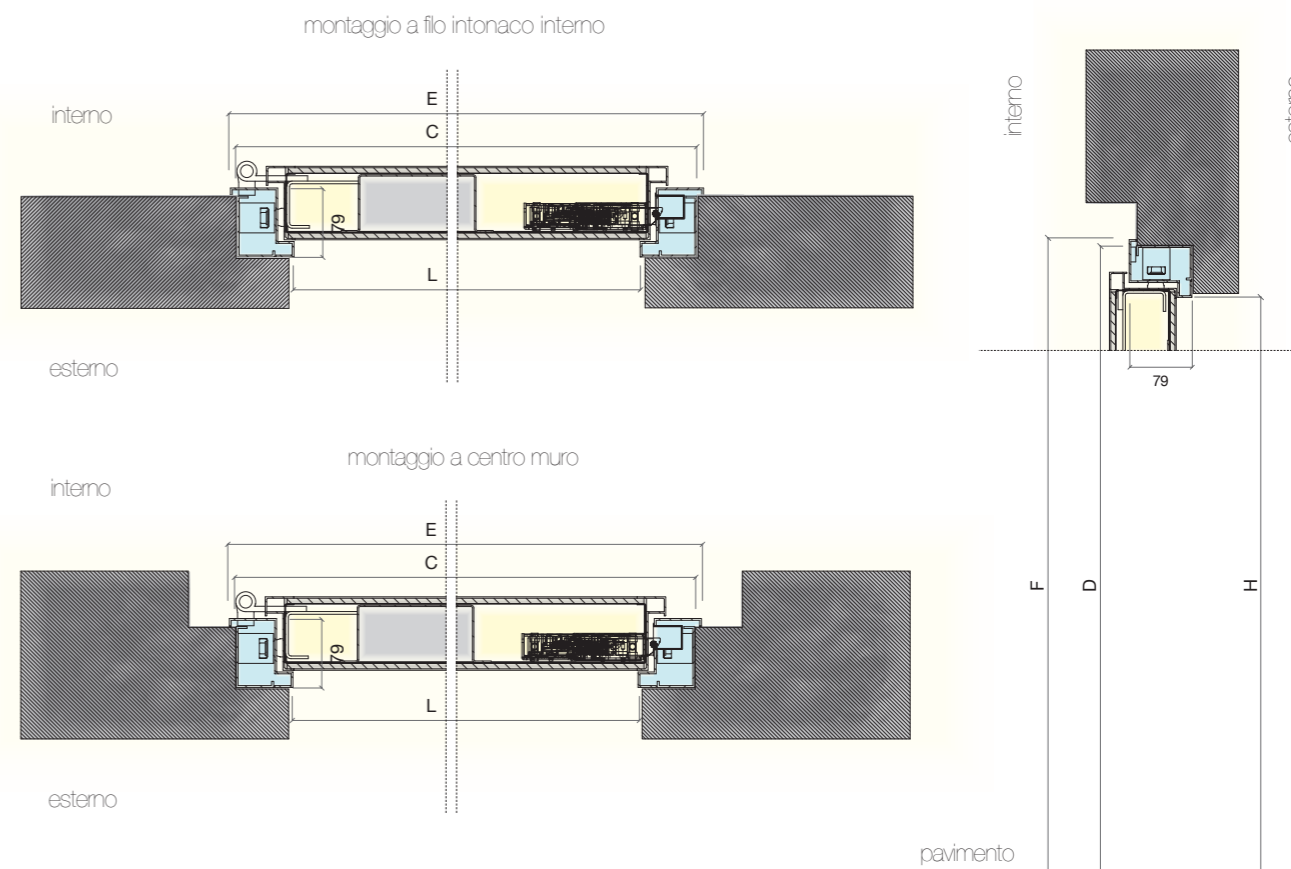 montaggio a filo intonaco interno
interno
E
C
79
L
esterno
montaggio a centro muro
interno
E
C
79
L
esterno
interno
esterno
79
F
D
H
pavimento